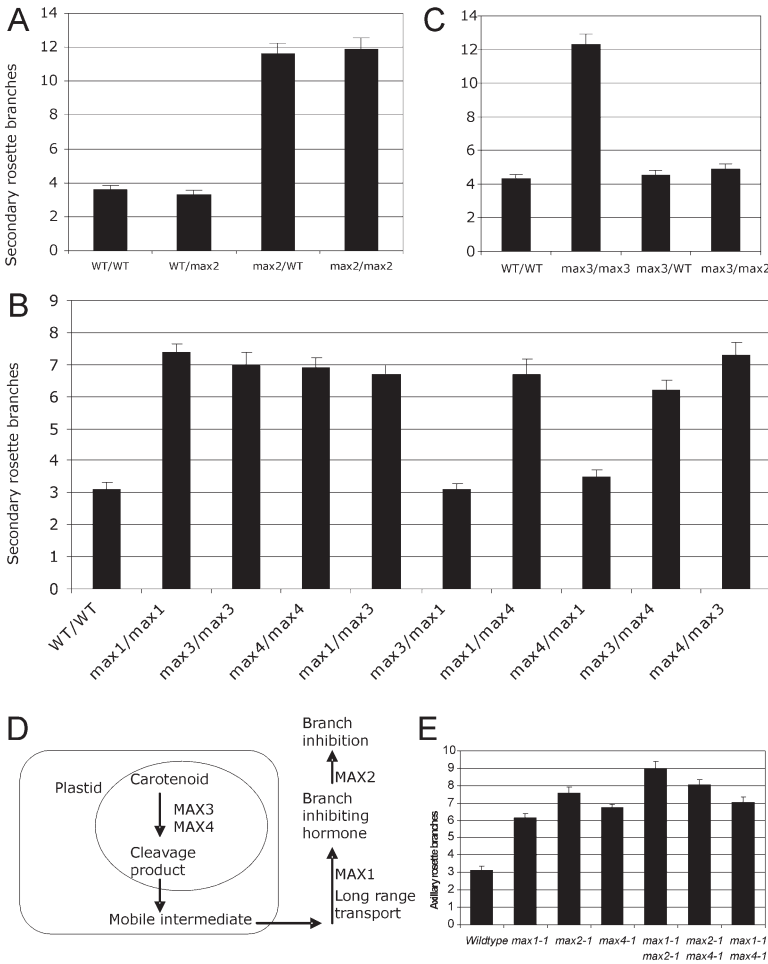 A
Secondary rosette branches
14
12
10
8
6
4
2
0
WT/WT WT/max2 max2/WT max2/max2
C
14
12
10
8
6
4
2
0
WT/WT max3/max3 max3/WT max3/max2
B
Secondary rosette branches
9
8
7
6
5
4
3
2
1
0
WT/WT max1/max1 max3/max3 max4/max4 max1/max3 max3/max1 max1/max4 max4/max1 max3/max4 max4/max3
D
Plastid
Carotenoid
MAX3
MAX4
Cleavage
product
Mobile intermediate
Branch
inhibition
MAX2
Branch
inhibiting
hormone
MAX1
Long range
transport
E
Axillary rosette branches
10
9
8
7
6
5
4
3
2
1
0
Wildtype max1-1 max2-1 max4-1 max1-1 max2-1 max1-1
max2-1 max4-1 max4-1